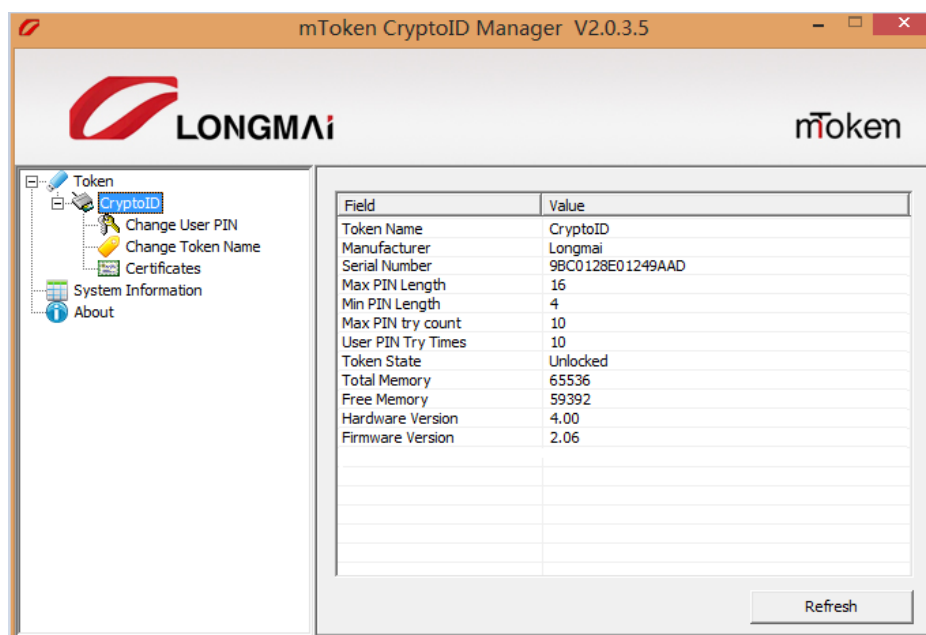 mToken CryptoID Manager V2.0.3.5
LONGMAi
mToken
Token
CryptoID
Change User PIN
Change Token Name
Certificates
System Information
About
Field Value
Token Name CryptoID
Manufacturer Longmai
Serial Number 9BC0128E01249AAD
Max PIN Length 16
Min PIN Length 4
Max PIN try count 10
User PIN Try Times 10
Token State Unlocked
Total Memory 65536
Free Memory 59392
Hardware Version 4.00
Firmware Version 2.06
Refresh